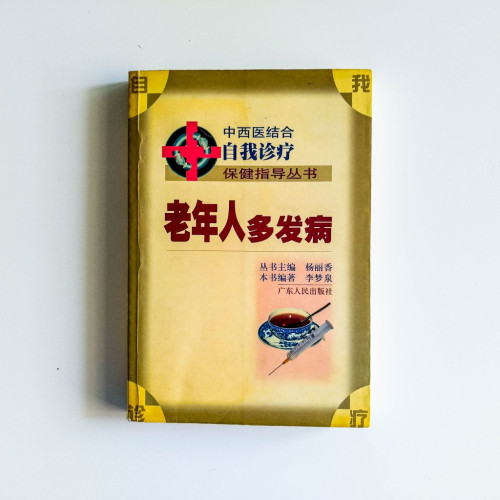 自 我
中西医结合
自我诊疗
保健指导丛书
老年人多发病
丛书主编 杨丽香
本书编著 李梦泉
广东人民出版社
诊 疗